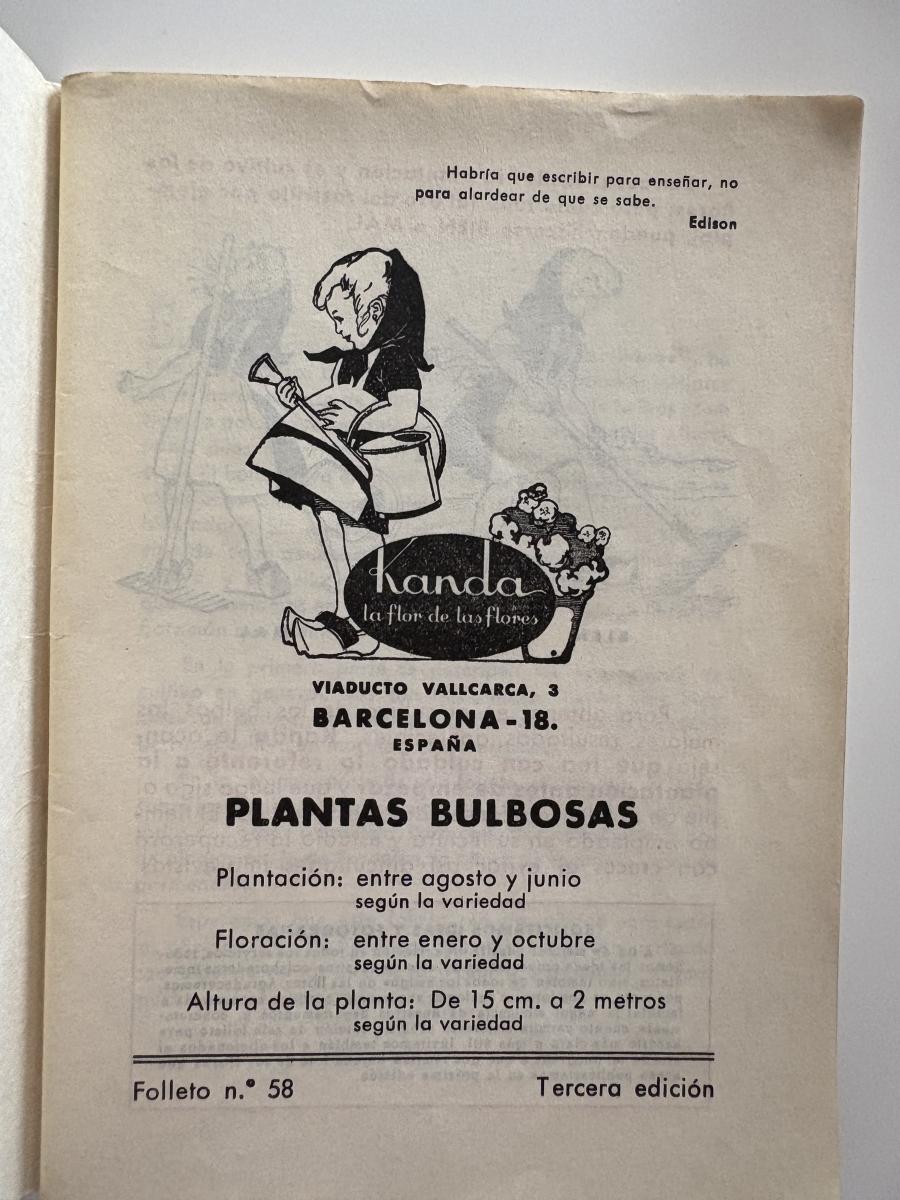 Habría que escribir para enseñar, no
para alardear de que se sabe.
Edison
Kanda
la flor de las flores
VIADUCTO VALLCARCA, 3
BARCELONA-18.
ESPAÑA
PLANTAS BULBOSAS
Plantación: entre agosto y junio
según la variedad
Floración: entre enero y octubre
según la variedad
Altura de la planta: De 15 cm. a 2 metros
según la variedad
Folleto n.º 58
Tercera edición